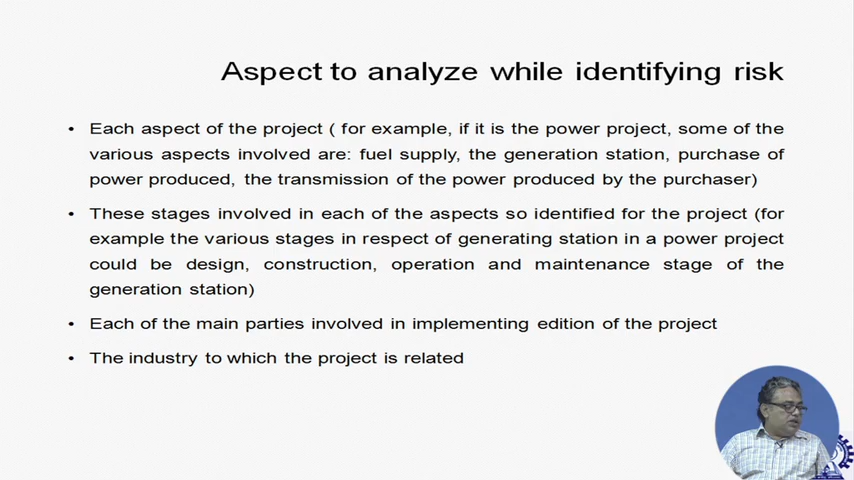 Aspect to analyze while identifying risk
• Each aspect of the project ( for example, if it is the power project, some of the
various aspects involved are: fuel supply, the generation station, purchase of
power produced, the transmission of the power produced by the purchaser)
• These stages involved in each of the aspects so identified for the project (for
example the various stages in respect of generating station in a power project
could be design, construction, operation and maintenance stage of the
generation station)
• Each of the main parties involved in implementing edition of the project
• The industry to which the project is related